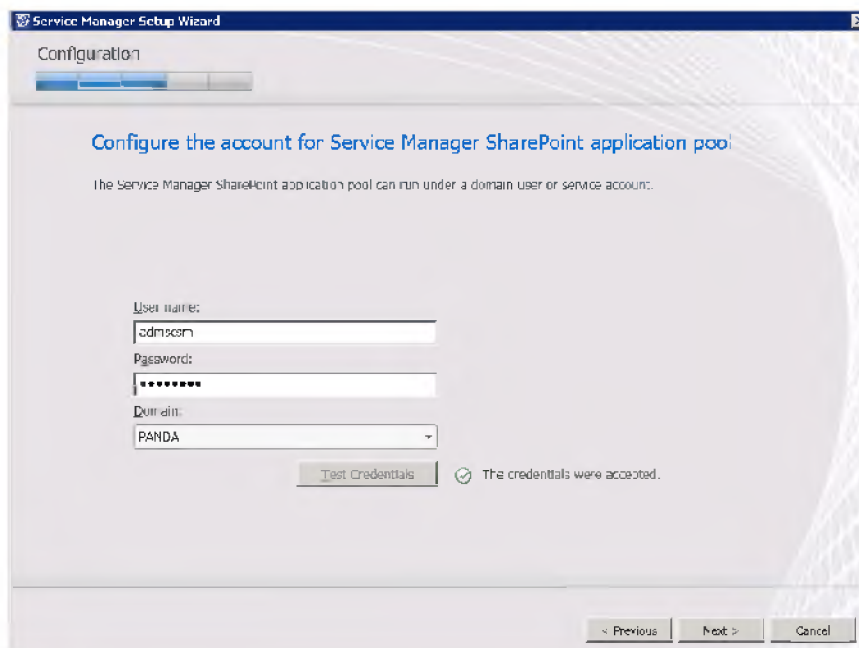 Service Manager Setup Wizard
Configuration
Configure the account for Service Manager SharePoint application pool
The Service Manager SharePoint application pool can run under a domain user or service account.
User name:
admscsm
Password:
••••••••
Domain:
PANDA
Test Credentials
The credentials were accepted.
< Previous
Next >
Cancel